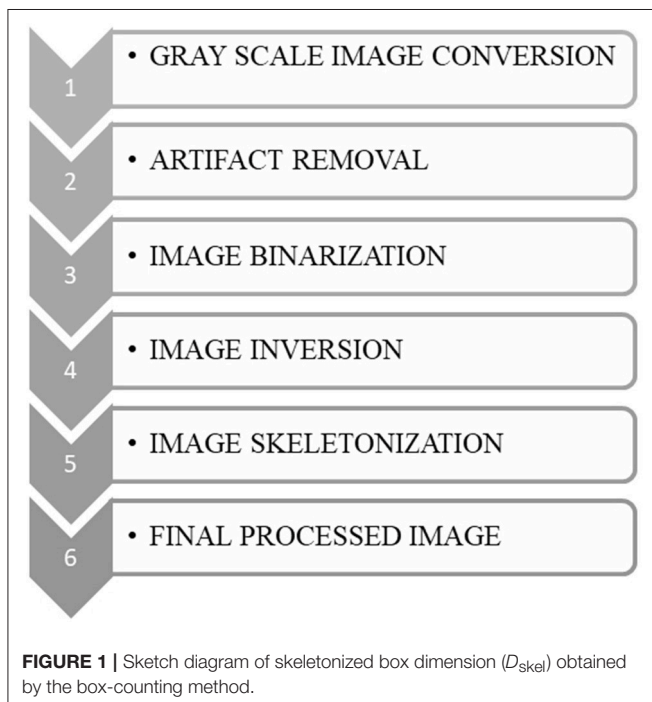 1
• GRAY SCALE IMAGE CONVERSION
2
• ARTIFACT REMOVAL
3
• IMAGE BINARIZATION
4
• IMAGE INVERSION
5
• IMAGE SKELETONIZATION
6
• FINAL PROCESSED IMAGE
FIGURE 1 | Sketch diagram of skeletonized box dimension (Dskel) obtained
by the box-counting method.